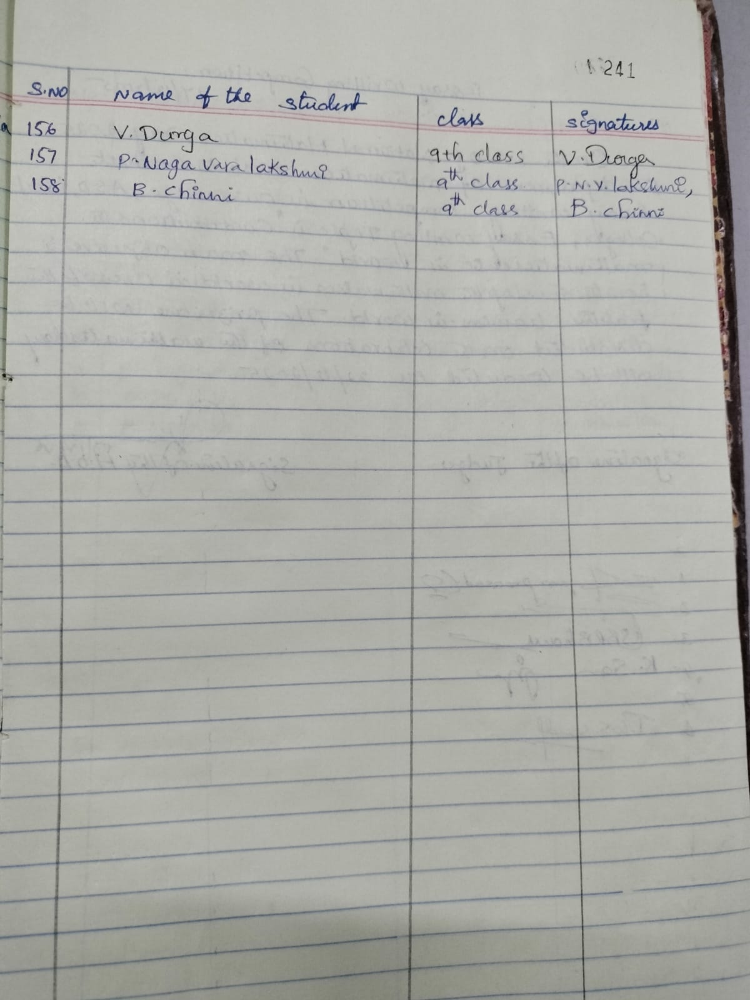 241
S.NO Name of the student class signatures
156 V. Durga 9th class V. Durga
157 P. Naga Vara lakshmi 9th class P. N. V. lakshmi,
158 B. Chinni 9th class B. Chinni